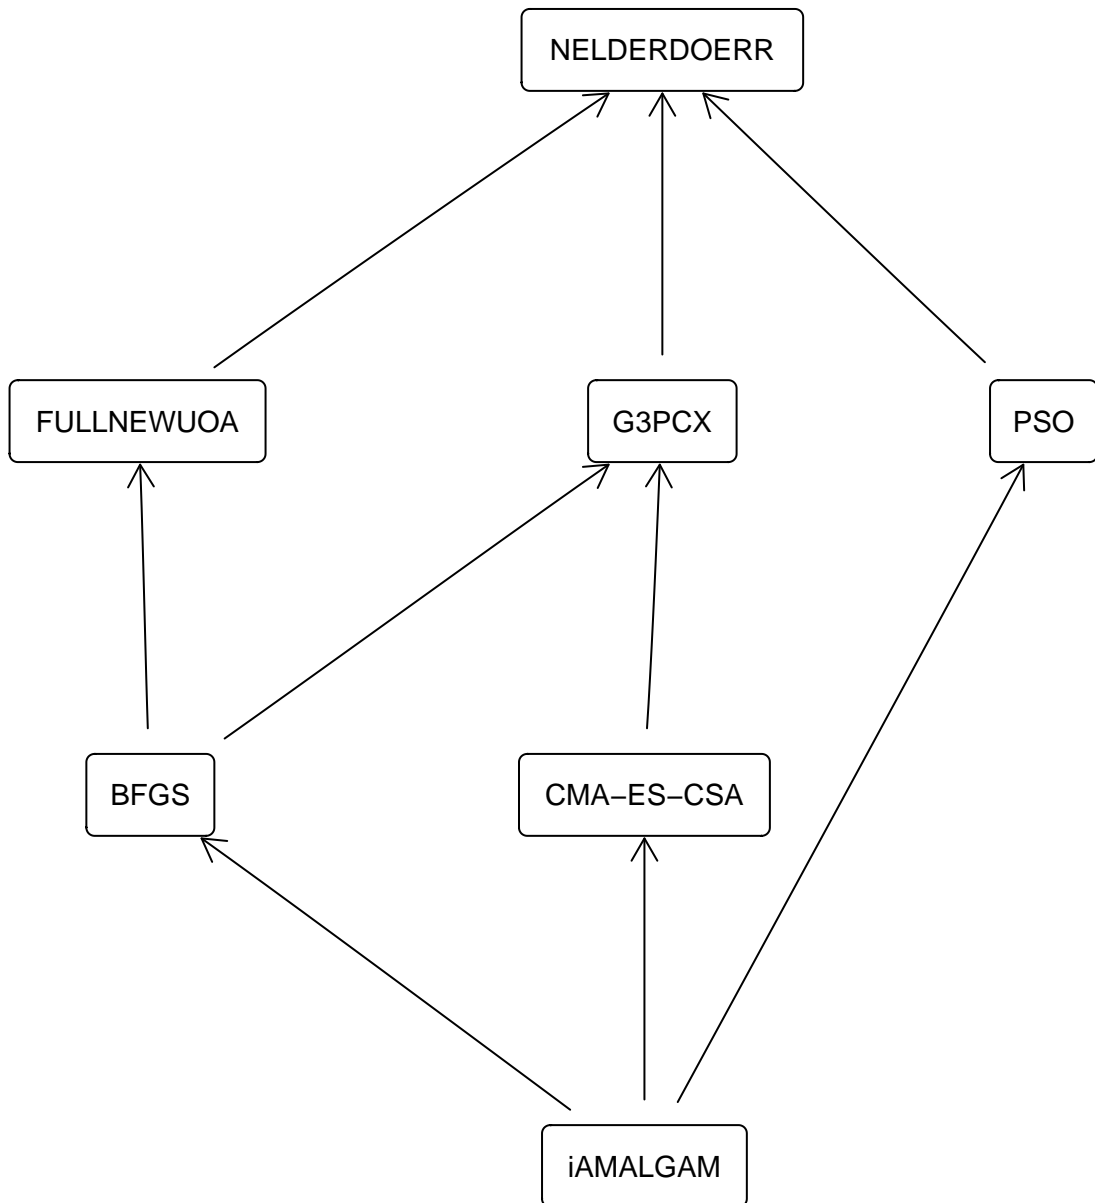 NELDERDOERR
FULLNEWUOA
G3PCX
PSO
BFGS
CMA−ES−CSA
iAMALGAM